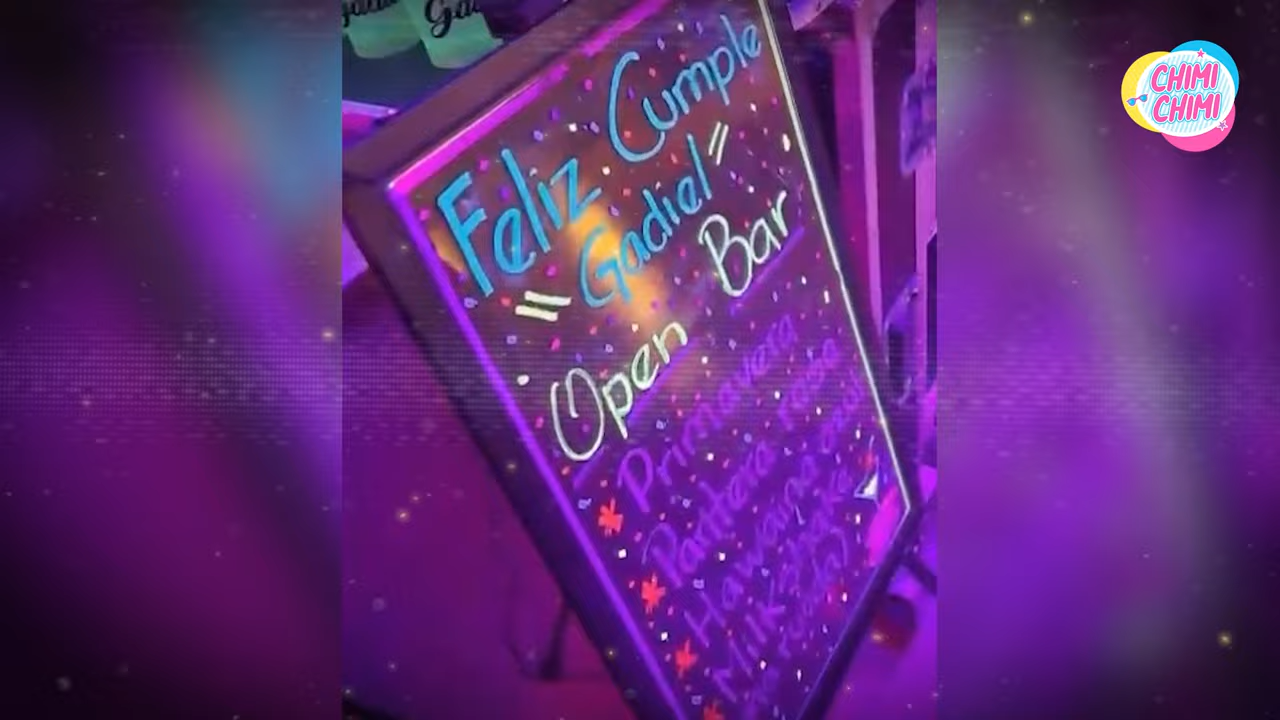 Feliz Cumple
"Gadiel"
Open Bar
Primavera
Pantera rosa
Hawaiano azul
CHIMI
CHIMI